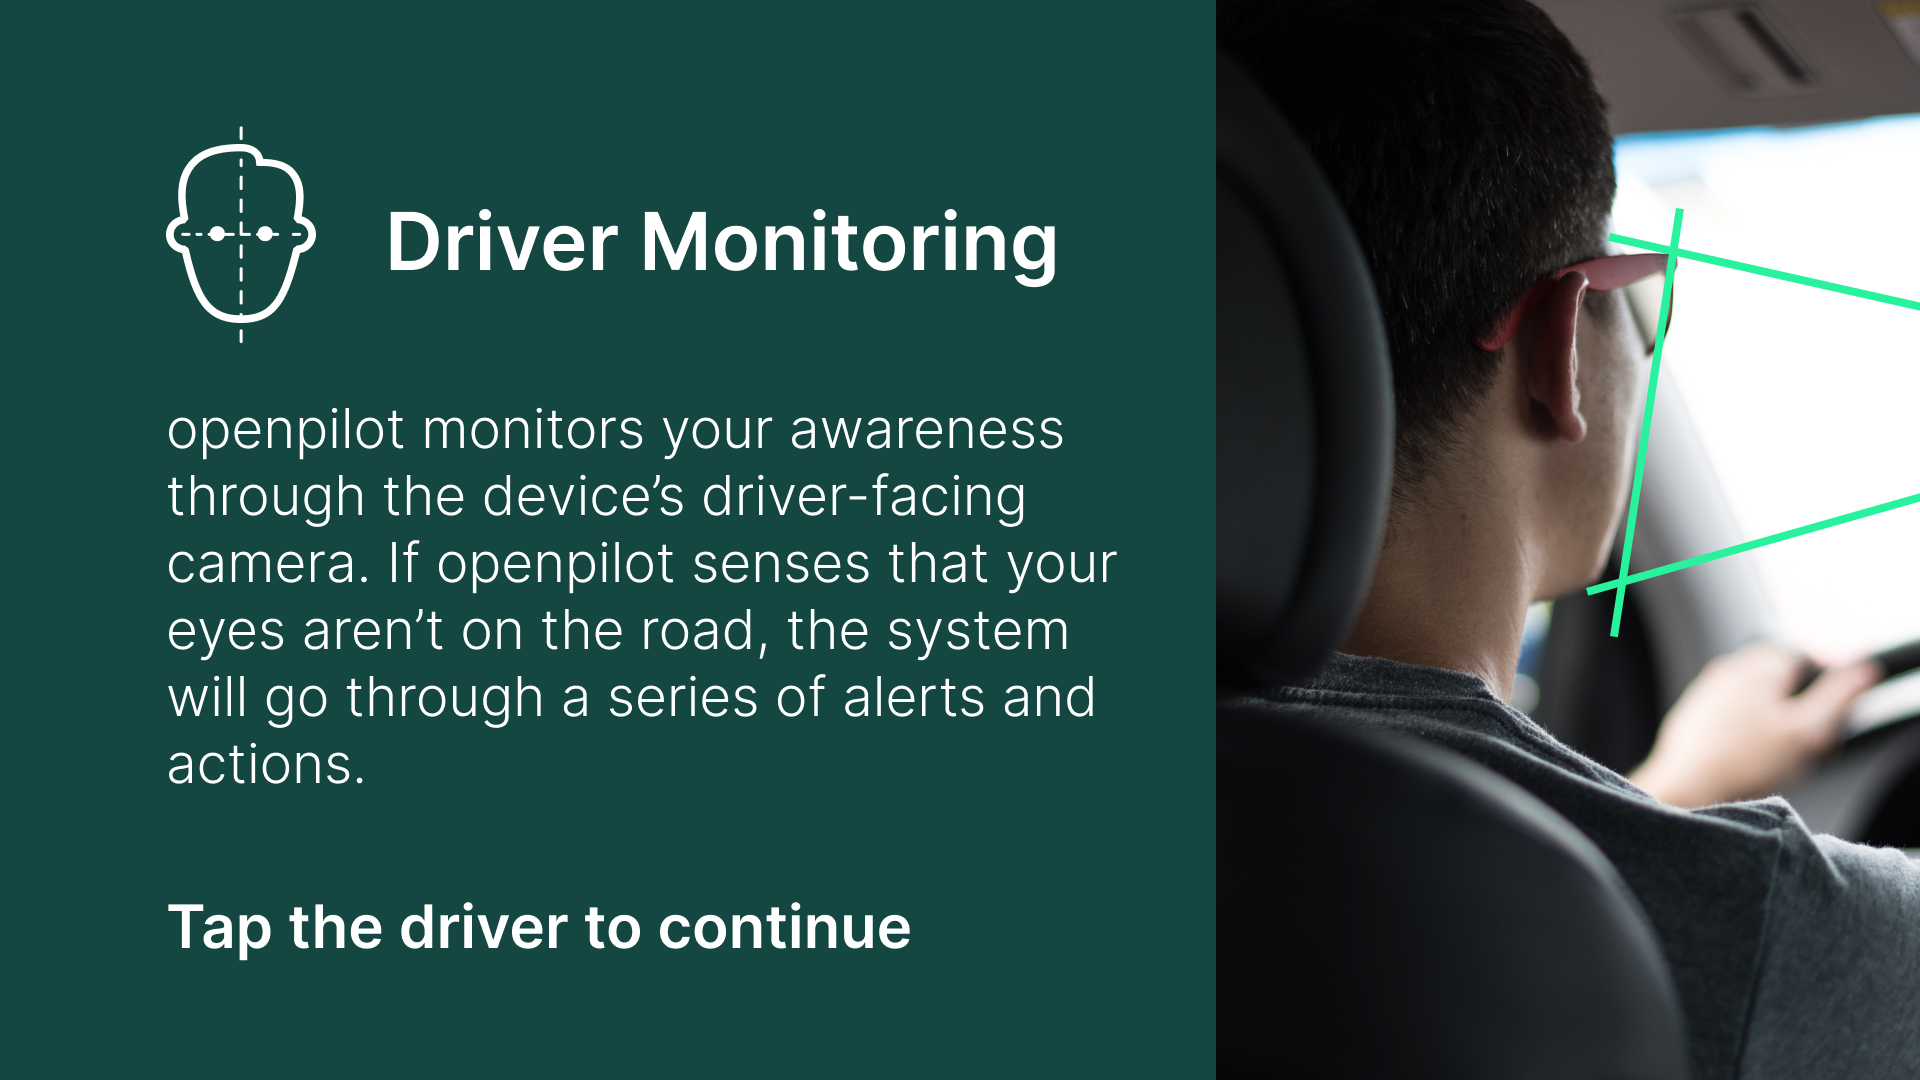 Driver Monitoring
openpilot monitors your awareness
through the device’s driver-facing
camera. If openpilot senses that your
eyes aren’t on the road, the system
will go through a series of alerts and
actions.
Tap the driver to continue